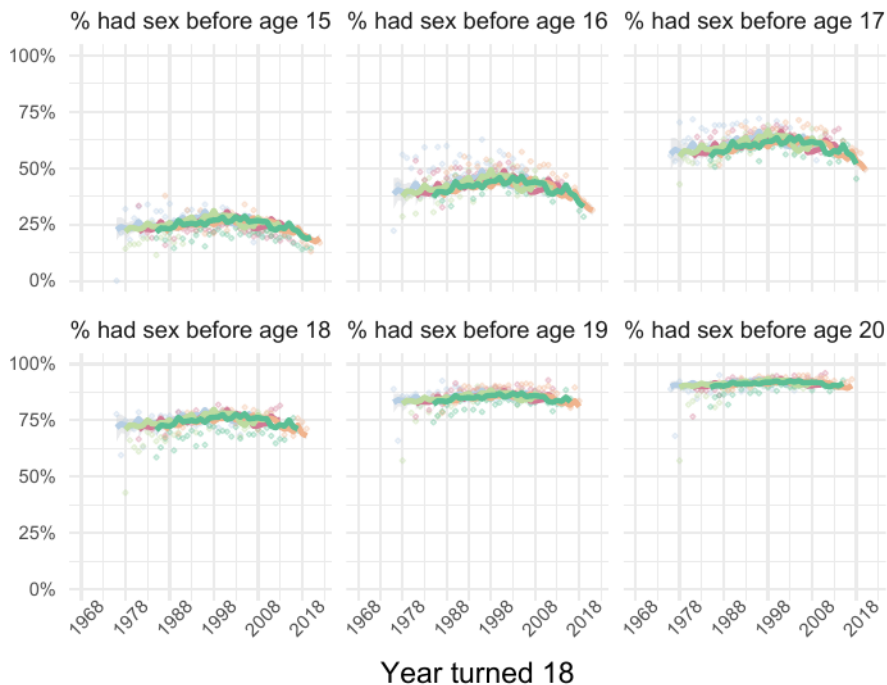 % had sex before age 15 % had sex before age 16 % had sex before age 17
100%
75%
50%
25%
0%
% had sex before age 18 % had sex before age 19 % had sex before age 20
100%
75%
50%
25%
0%
1968 1978 1988 1998 2008 2018 1968 1978 1988 1998 2008 2018 1968 1978 1988 1998 2008 2018
Year turned 18